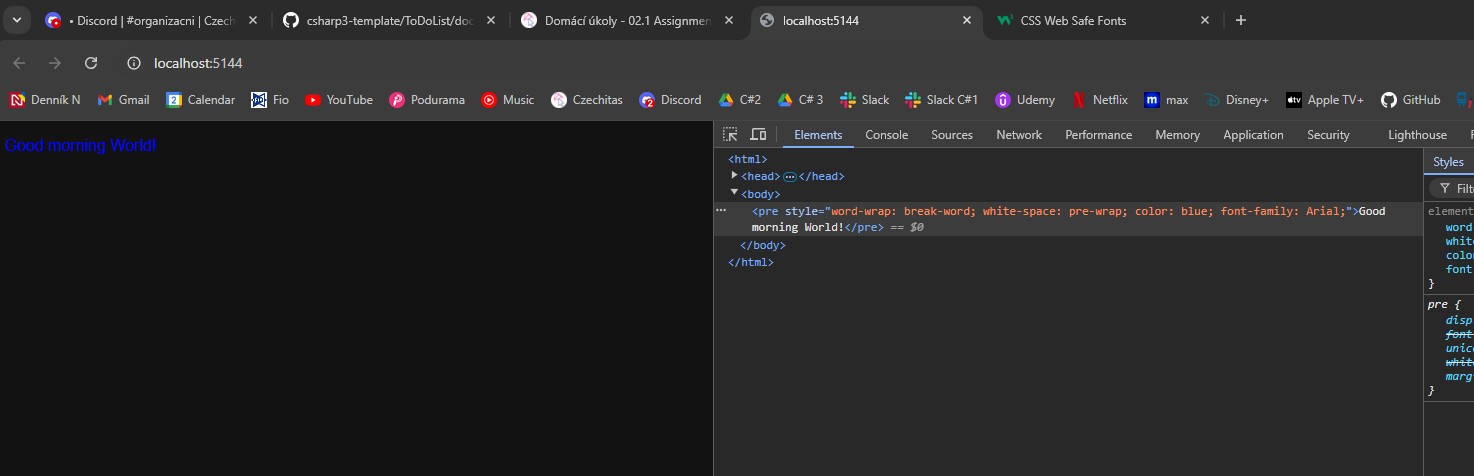 • Discord | #organizacni | Czech
csharp3-template/ToDoList/doc
Domácí úkoly - 02.1 Assignmen
localhost:5144
CSS Web Safe Fonts
localhost:5144
Denník N
Gmail
Calendar
Fio
YouTube
Podurama
Music
Czechitas
Discord
C#2
C# 3
Slack
Slack C#1
Udemy
Netflix
max
Disney+
Apple TV+
GitHub
Good morning World!
Elements
Console
Sources
Network
Performance
Memory
Application
Security
Lighthouse
<html>
<head> ••• </head>
<body>
••• <pre style="word-wrap: break-word; white-space: pre-wrap; color: blue; font-family: Arial;">Good
morning World!</pre> == $0
</body>
</html>
Styles
Filt
element
word
white
colo
font
}
pre {
disp
font
unic
whit
marg
}